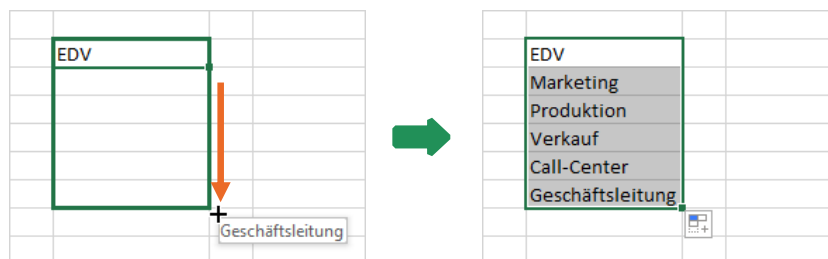 EDV
Geschäftsleitung
EDV
Marketing
Produktion
Verkauf
Call-Center
Geschäftsleitung